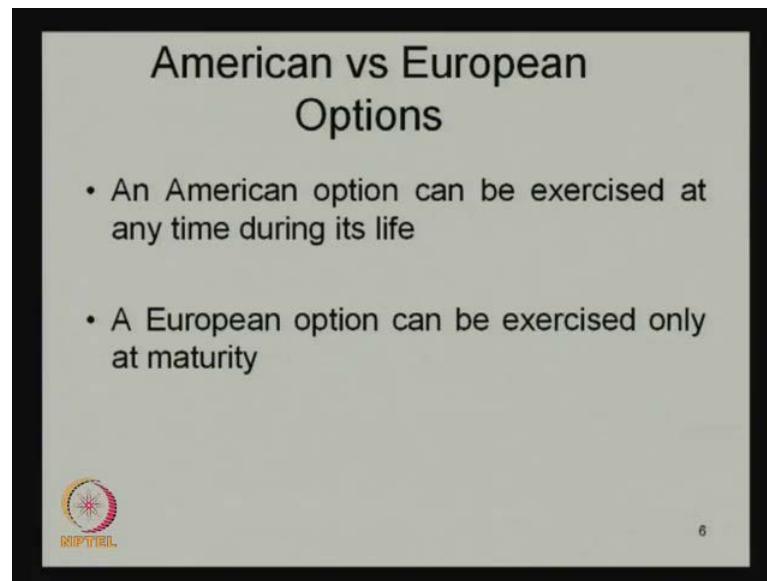 American vs European
Options
• An American option can be exercised at
any time during its life
• A European option can be exercised only
at maturity
NPTEL
6